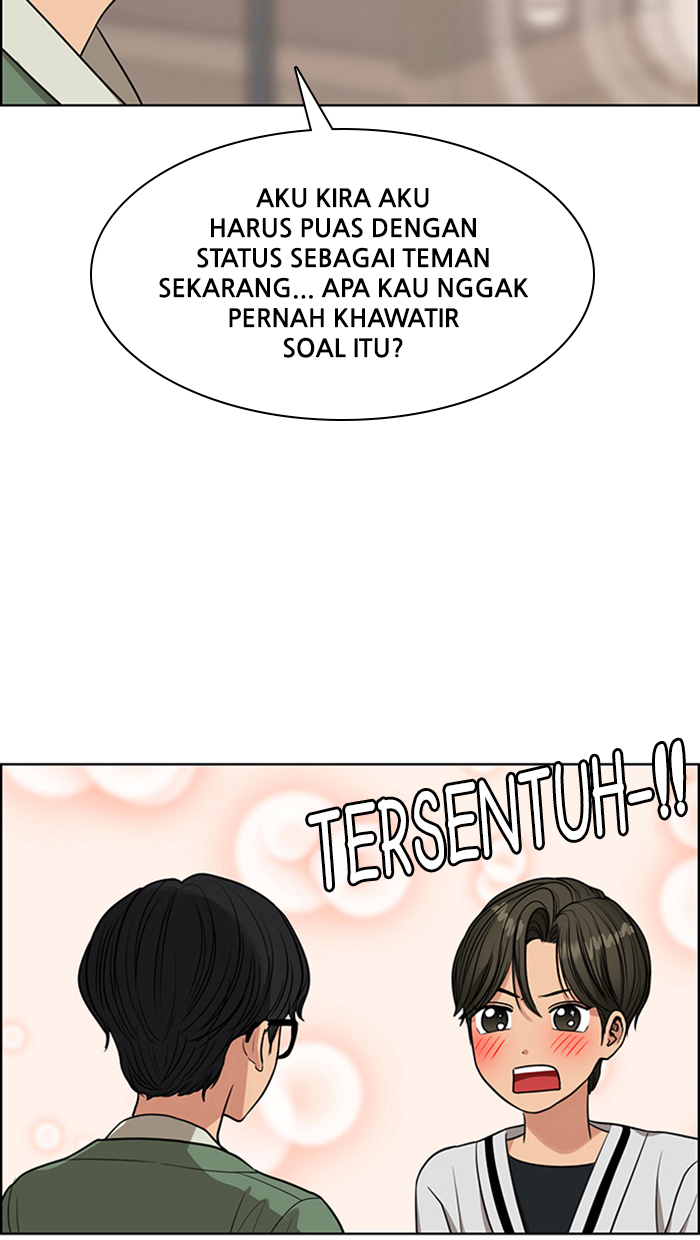 AKU KIRA AKU
HARUS PUAS DENGAN
STATUS SEBAGAI TEMAN
SEKARANG... APA KAU NGGAK
PERNAH KHAWATIR
SOAL ITU?
TERSENTUH-!!